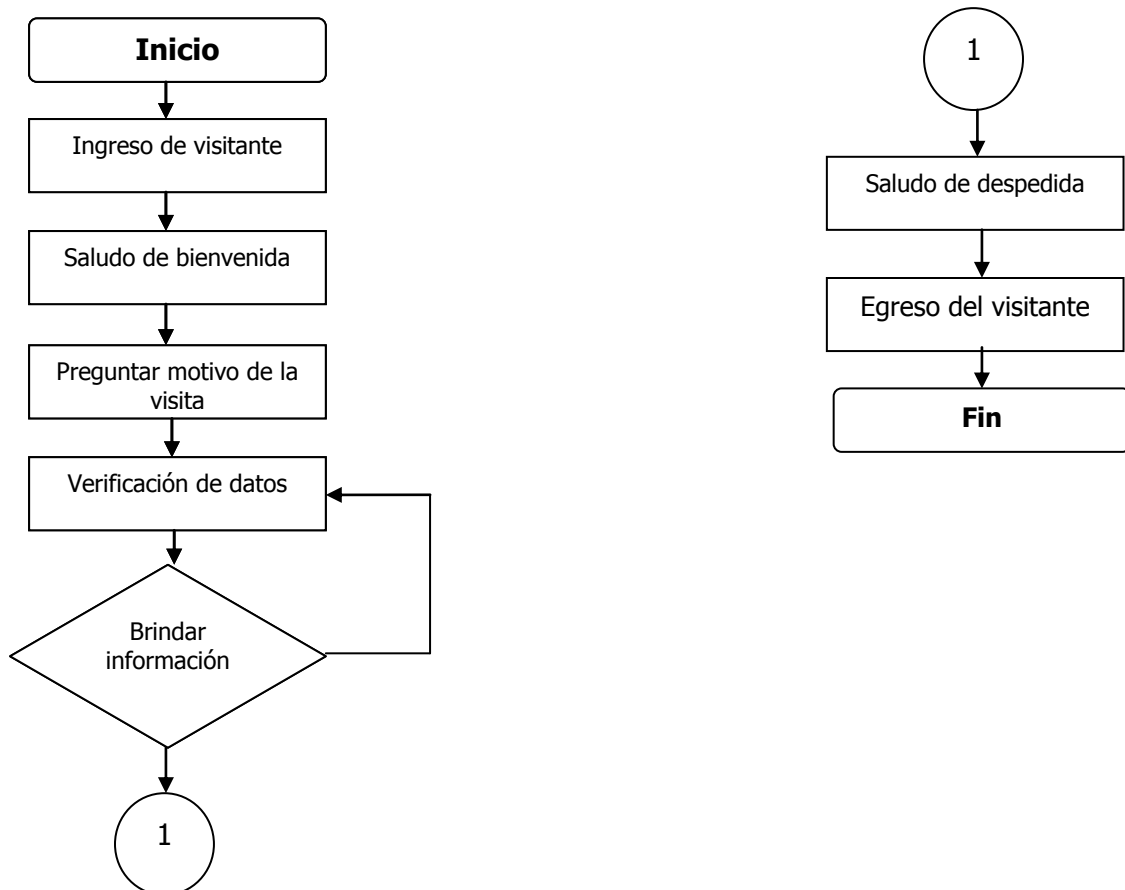 Inicio
Ingreso de visitante
Saludo de bienvenida
Preguntar motivo de la
visita
Verificación de datos
Brindar
información
1
1
Saludo de despedida
Egreso del visitante
Fin